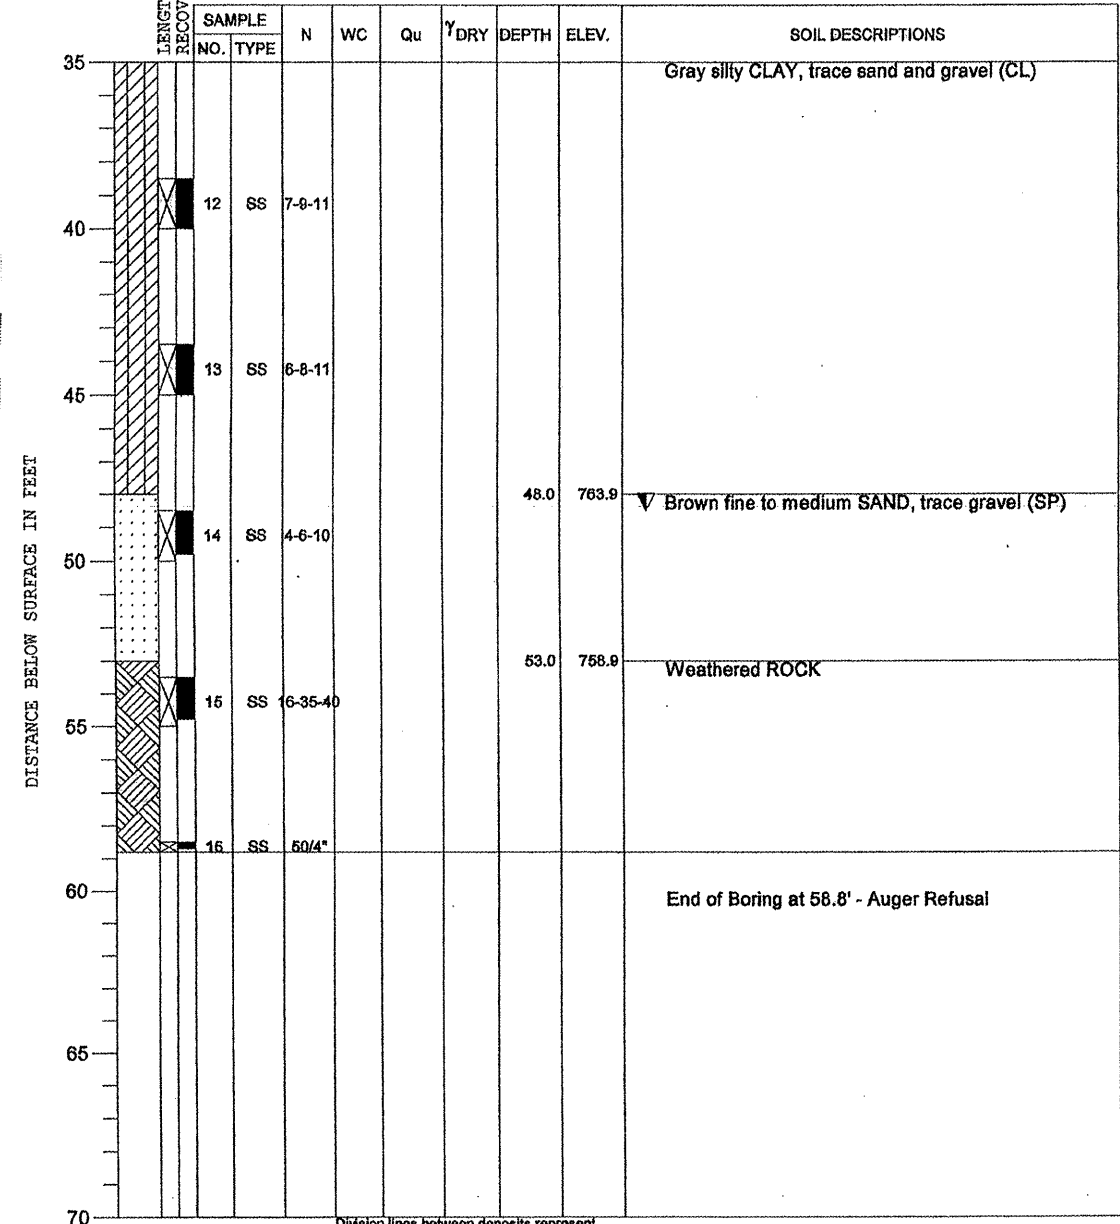 SAMPLE
LENGT RECOV NO. TYPE N WC Qu γDRY DEPTH ELEV. SOIL DESCRIPTIONS
35 Gray silty CLAY, trace sand and gravel (CL)
12 SS 7-9-11
40
13 SS 6-8-11
45
48.0 763.9 Brown fine to medium SAND, trace gravel (SP)
14 SS 4-6-10
50
53.0 758.9 Weathered ROCK
15 SS 16-35-40
55
16 SS 50/4"
60 End of Boring at 58.8' - Auger Refusal
65
70
DISTANCE BELOW SURFACE IN FEET
Division lines between deposits represent